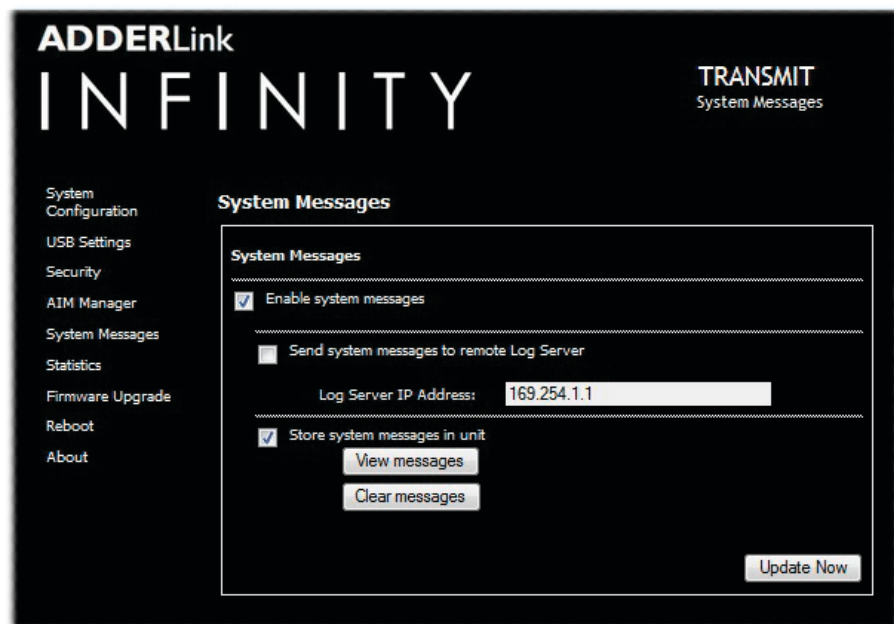 ADDERLink
INFINITY
TRANSMIT
System Messages
System
Configuration
USB Settings
Security
AIM Manager
System Messages
Statistics
Firmware Upgrade
Reboot
About
System Messages
System Messages
Enable system messages
Send system messages to remote Log Server
Log Server IP Address: 169.254.1.1
Store system messages in unit
View messages
Clear messages
Update Now